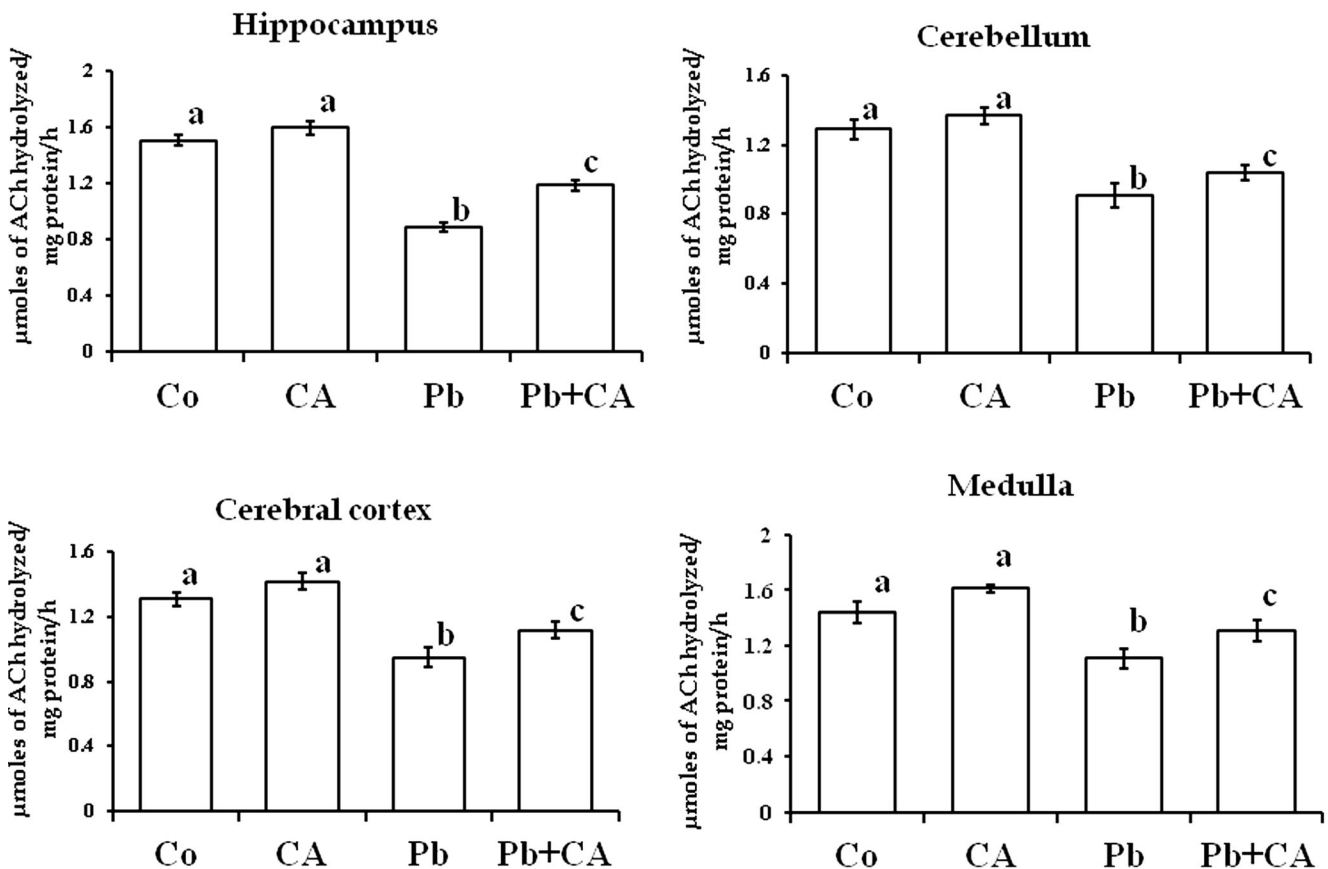 Hippocampus
µmoles of ACh hydrolyzed/
mg protein/h
2
1.6
1.2
0.8
0.4
0
a
a
b
c
Co CA Pb Pb+CA
Cerebellum
µmoles of ACh hydrolyzed/
mg protein/h
1.6
1.2
0.8
0.4
0
a
a
b
c
Co CA Pb Pb+CA
Cerebral cortex
µmoles of ACh hydrolyzed/
mg protein/h
1.6
1.2
0.8
0.4
0
a
a
b
c
Co CA Pb Pb+CA
Medulla
µmoles of ACh hydrolyzed/
mg protein/h
2
1.6
1.2
0.8
0.4
0
a
a
b
c
Co CA Pb Pb+CA